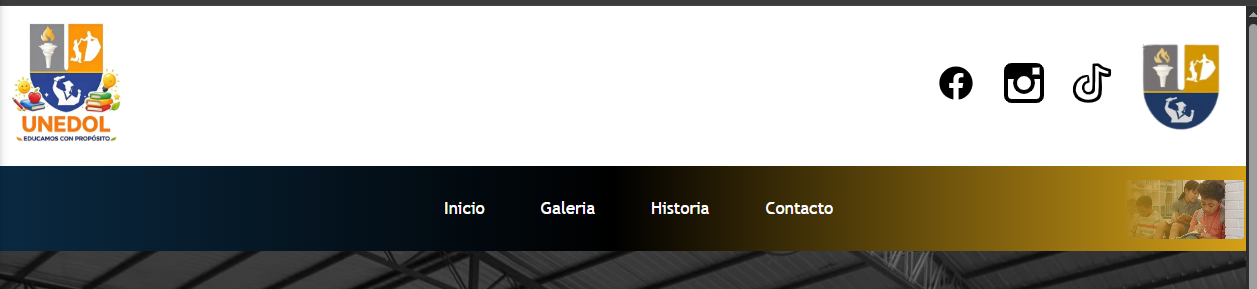 UNEDOL
EDUCAMOS CON PROPÓSITO
Inicio Galeria Historia Contacto